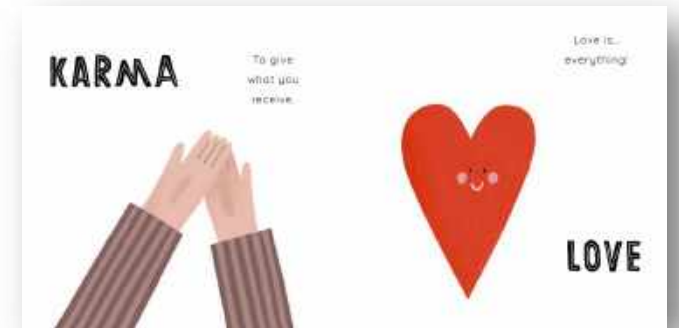 KARMA
To give
what you
receive.
Love is...
everything!
LOVE